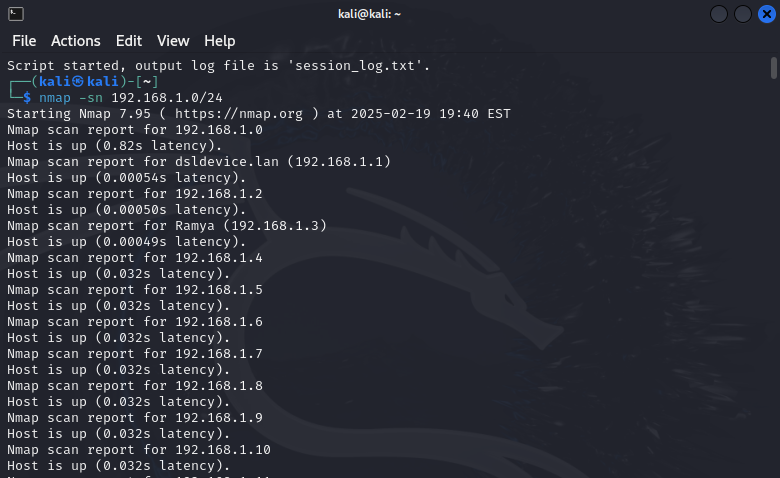 kali@kali: ~
File Actions Edit View Help
Script started, output log file is 'session_log.txt'.
┌──(kali㉿kali)-[~]
└─$ nmap -sn 192.168.1.0/24
Starting Nmap 7.95 ( https://nmap.org ) at 2025-02-19 19:40 EST
Nmap scan report for 192.168.1.0
Host is up (0.82s latency).
Nmap scan report for dsldevice.lan (192.168.1.1)
Host is up (0.00054s latency).
Nmap scan report for 192.168.1.2
Host is up (0.00050s latency).
Nmap scan report for Ramya (192.168.1.3)
Host is up (0.00049s latency).
Nmap scan report for 192.168.1.4
Host is up (0.032s latency).
Nmap scan report for 192.168.1.5
Host is up (0.032s latency).
Nmap scan report for 192.168.1.6
Host is up (0.032s latency).
Nmap scan report for 192.168.1.7
Host is up (0.032s latency).
Nmap scan report for 192.168.1.8
Host is up (0.032s latency).
Nmap scan report for 192.168.1.9
Host is up (0.032s latency).
Nmap scan report for 192.168.1.10
Host is up (0.032s latency).